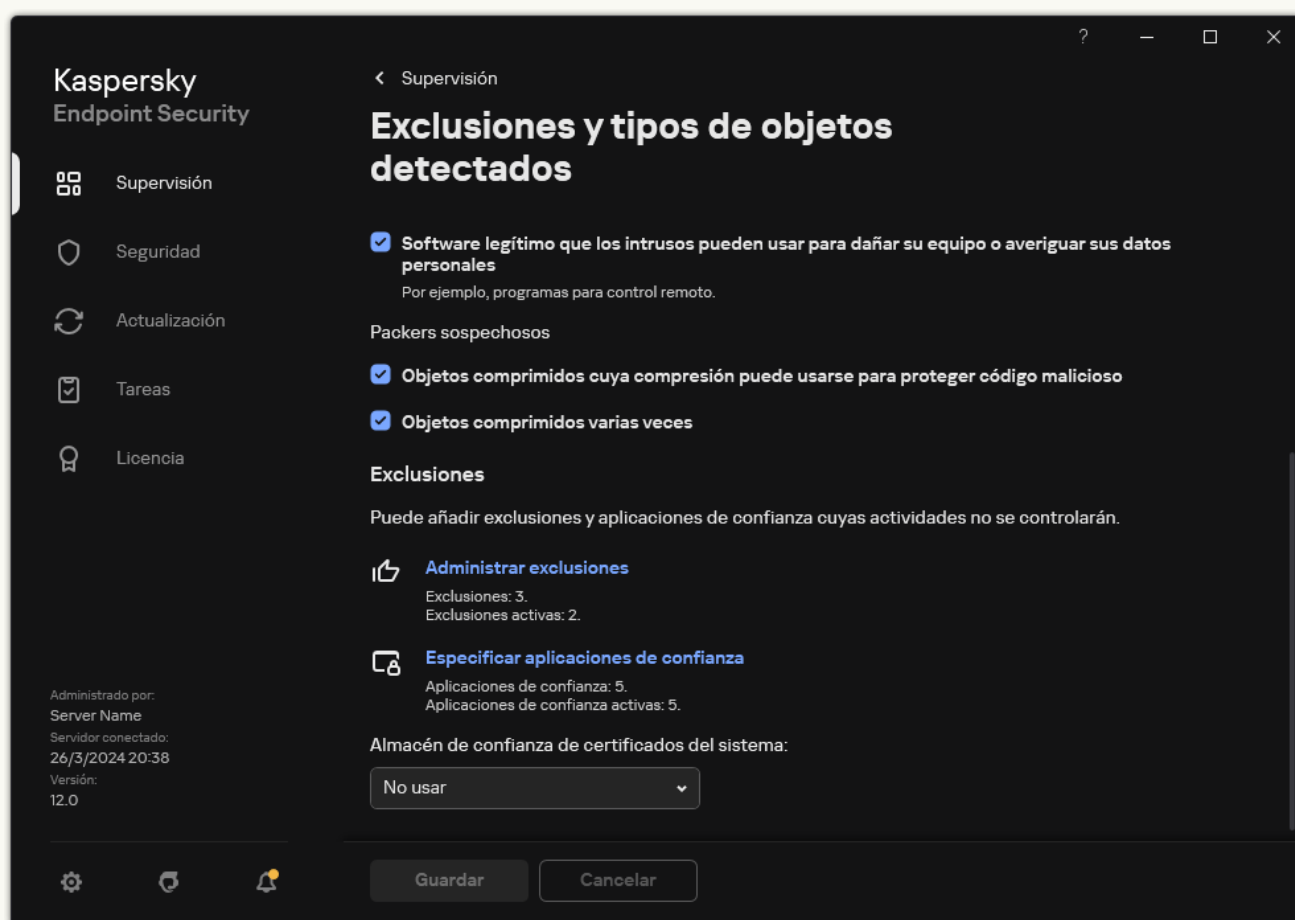 ?
Kaspersky
Endpoint Security
Supervisión
Seguridad
Actualización
Tareas
Licencia
Administrado por:
Server Name
Servidor conectado:
26/3/2024 20:38
Versión:
12.0
Supervisión
Exclusiones y tipos de objetos
detectados
Software legítimo que los intrusos pueden usar para dañar su equipo o averiguar sus datos
personales
Por ejemplo, programas para control remoto.
Packers sospechosos
Objetos comprimidos cuya compresión puede usarse para proteger código malicioso
Objetos comprimidos varias veces
Exclusiones
Puede añadir exclusiones y aplicaciones de confianza cuyas actividades no se controlarán.
Administrar exclusiones
Exclusiones: 3.
Exclusiones activas: 2.
Especificar aplicaciones de confianza
Aplicaciones de confianza: 5.
Aplicaciones de confianza activas: 5.
Almacén de confianza de certificados del sistema:
No usar
Guardar
Cancelar